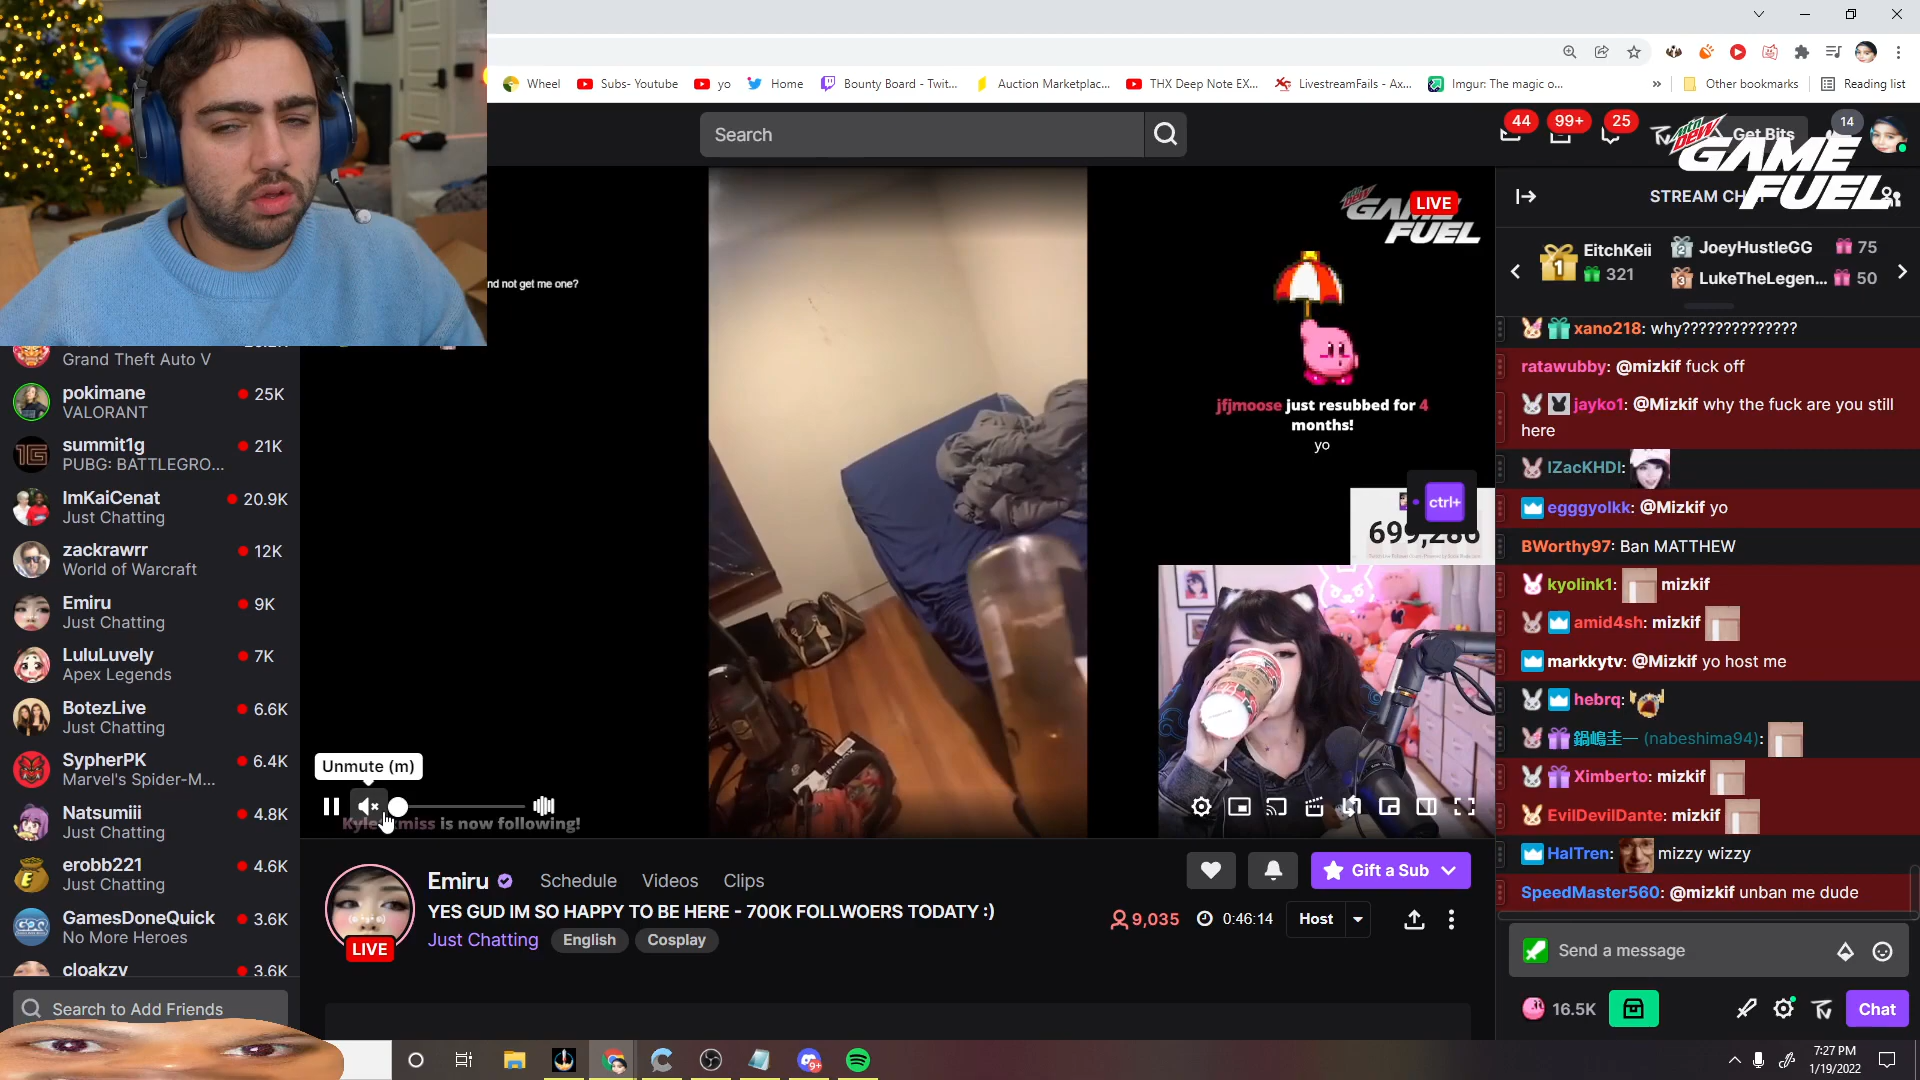 Wheel
Subs- Youtube
yo
Home
Bounty Board - Twit...
Auction Marketplac...
THX Deep Note EX...
LivestreamFails - Ax...
Imgur: The magic o...
»
Other bookmarks
Reading list
Search
44
99+
25
Get Bits
14
mtn DEW
GAME
FUEL
STREAM
nd not get me one?
GAME
FUEL
LIVE
jfjmoose just resubbed for 4
months!
yo
ctrl+
1
EitchKeii
321
2 JoeyHustleGG 75
3 LukeTheLegen... 50
xano218: why??????????????
ratawubby: @mizkif fuck off
jayko1: @Mizkif why the fuck are you still
here
IZacKHDI:
egggyolkk: @Mizkif yo
BWorthy97: Ban MATTHEW
kyolink1: mizkif
amid4sh: mizkif
markkytv: @Mizkif yo host me
hebrq:
鍋嶋圭一 (nabeshima94):
Ximberto: mizkif
EvilDevilDante: mizkif
HalTren: mizzy wizzy
SpeedMaster560: @mizkif unban me dude
Send a message
16.5K
Chat
Grand Theft Auto V
pokimane
VALORANT
25K
summit1g
PUBG: BATTLEGRO...
21K
ImKaiCenat
Just Chatting
20.9K
zackrawrr
World of Warcraft
12K
Emiru
Just Chatting
9K
LuluLuvely
Apex Legends
7K
BotezLive
Just Chatting
6.6K
SypherPK
Marvel's Spider-M...
6.4K
Natsumiii
Just Chatting
4.8K
erobb221
Just Chatting
4.6K
GamesDoneQuick
No More Heroes
3.6K
cloakzy
3.6K
Search to Add Friends
Unmute (m)
is now following!
Emiru
Schedule
Videos
Clips
YES GUD IM SO HAPPY TO BE HERE - 700K FOLLWOERS TODATY :)
Just Chatting
English
Cosplay
LIVE
Gift a Sub
9,035
0:46:14
Host
9+
7:27 PM
1/19/2022